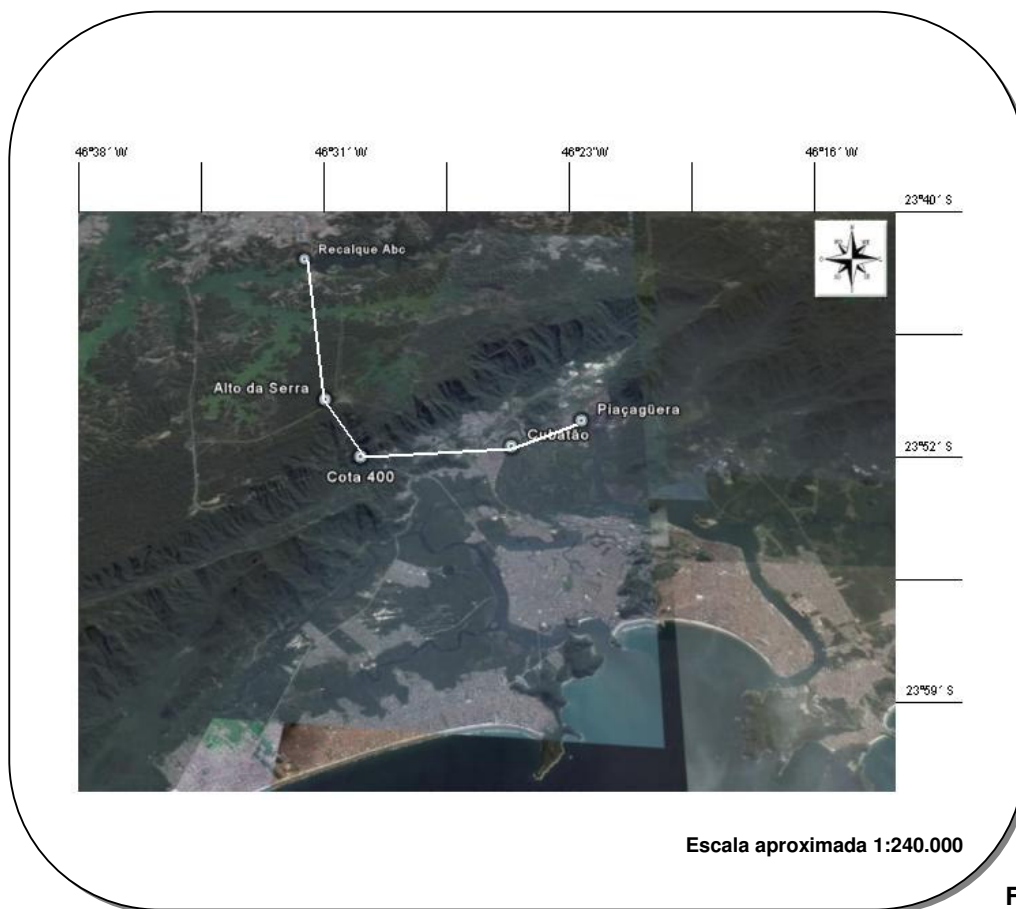 46°38´W 46°31´W 46°23´W 46°16´W
23°40´S
Recalque Abc
Alto da Serra
Piaçagüera
Cubatão
23°52´S
Cota 400
23°59´S
Escala aproximada 1:240.000
F